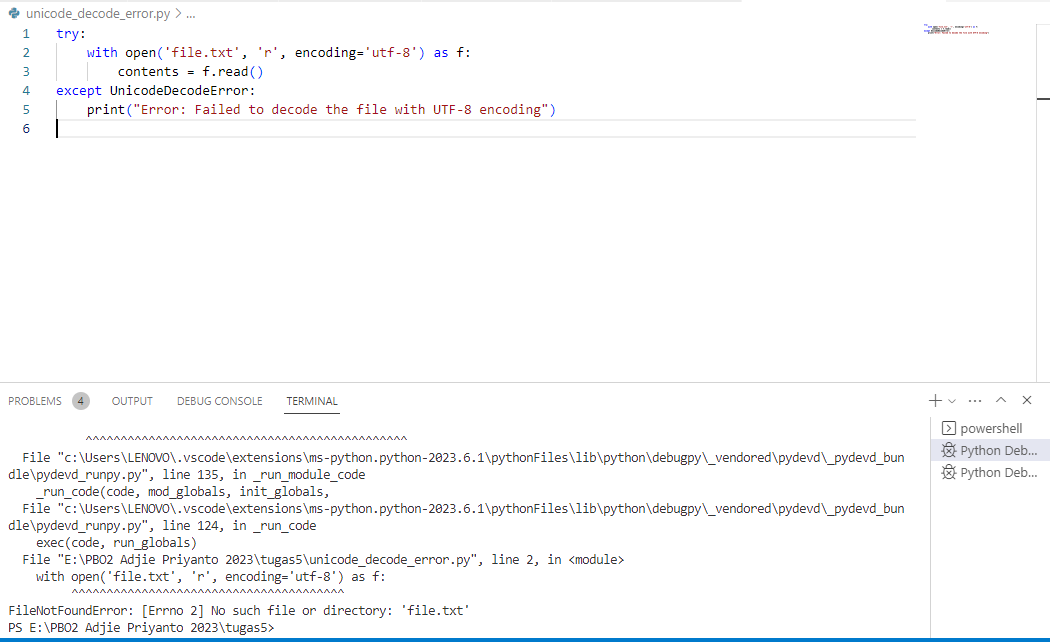 unicode_decode_error.py > ...
1 try:
2 with open('file.txt', 'r', encoding='utf-8') as f:
3 contents = f.read()
4 except UnicodeDecodeError:
5 print("Error: Failed to decode the file with UTF-8 encoding")
6
PROBLEMS 4 OUTPUT DEBUG CONSOLE TERMINAL
^^^^^^^^^^^^^^^^^^^^^^^^^^^^^^^^^^^^^^^^^^^^^^
File "c:\Users\LENOVO\.vscode\extensions\ms-python.python-2023.6.1\pythonFiles\lib\python\debugpy\_vendored\pydevd\_pydevd_bun
dle\pydevd_runpy.py", line 135, in _run_module_code
_run_code(code, mod_globals, init_globals,
File "c:\Users\LENOVO\.vscode\extensions\ms-python.python-2023.6.1\pythonFiles\lib\python\debugpy\_vendored\pydevd\_pydevd_bun
dle\pydevd_runpy.py", line 124, in _run_code
exec(code, run_globals)
File "E:\PBO2 Adjie Priyanto 2023\tugas5\unicode_decode_error.py", line 2, in <module>
with open('file.txt', 'r', encoding='utf-8') as f:
^^^^^^^^^^^^^^^^^^^^^^^^^^^^^^^^^^^^^^^
FileNotFoundError: [Errno 2] No such file or directory: 'file.txt'
PS E:\PBO2 Adjie Priyanto 2023\tugas5>
powershell
Python Deb...
Python Deb...